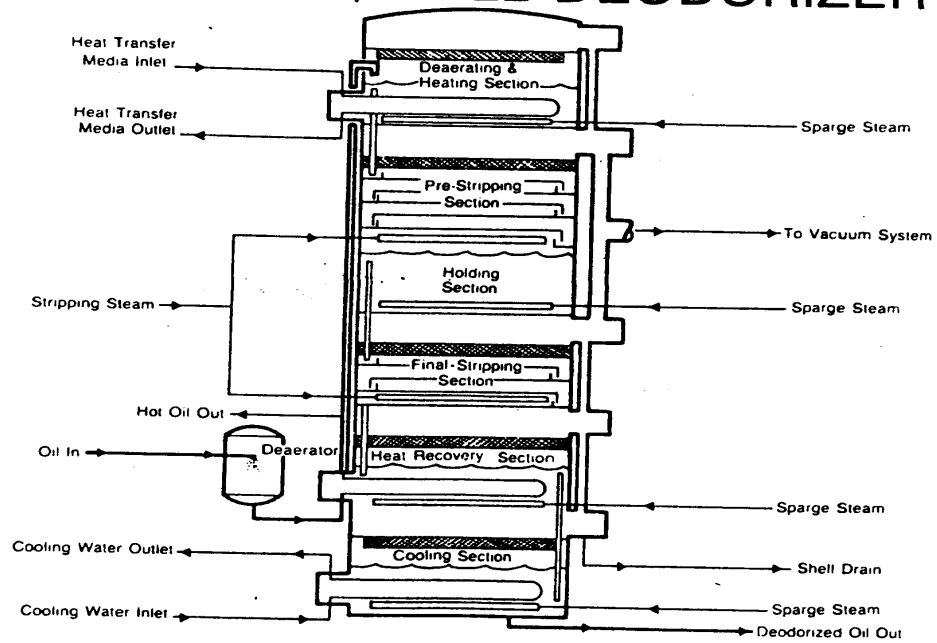 DEODORIZER
Heat Transfer
Media Inlet
Deaerating &
Heating Section
Heat Transfer
Media Outlet
Sparge Steam
Pre-Stripping
Section
To Vacuum System
Holding
Section
Stripping Steam
Sparge Steam
Final-Stripping
Section
Hot Oil Out
Oil In
Deaerator
Heat Recovery Section
Sparge Steam
Cooling Water Outlet
Cooling Section
Shell Drain
Cooling Water Inlet
Sparge Steam
Deodorized Oil Out